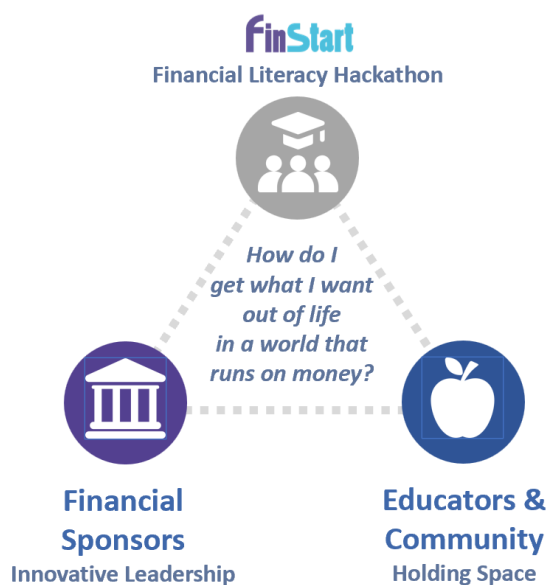 FinStart
Financial Literacy Hackathon
How do I
get what I want
out of life
in a world that
runs on money?
Financial
Sponsors
Innovative Leadership
Educators &
Community
Holding Space